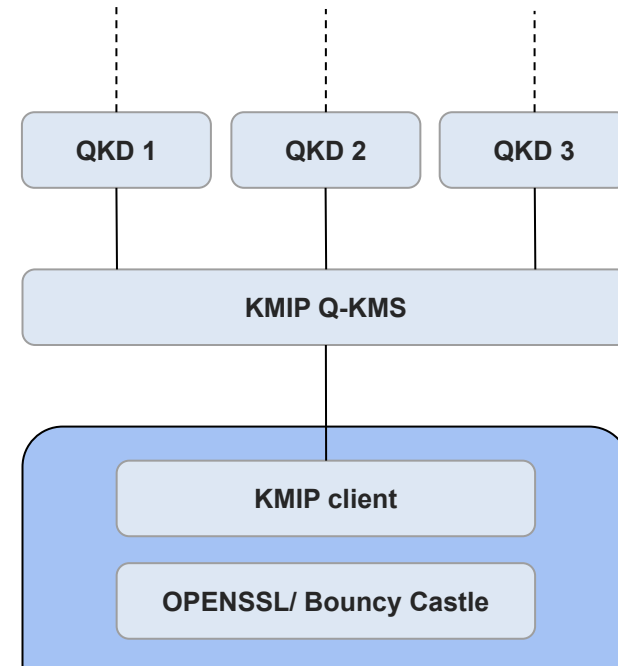 QKD 1
QKD 2
QKD 3
KMIP Q-KMS
KMIP client
OPENSSL/ Bouncy Castle